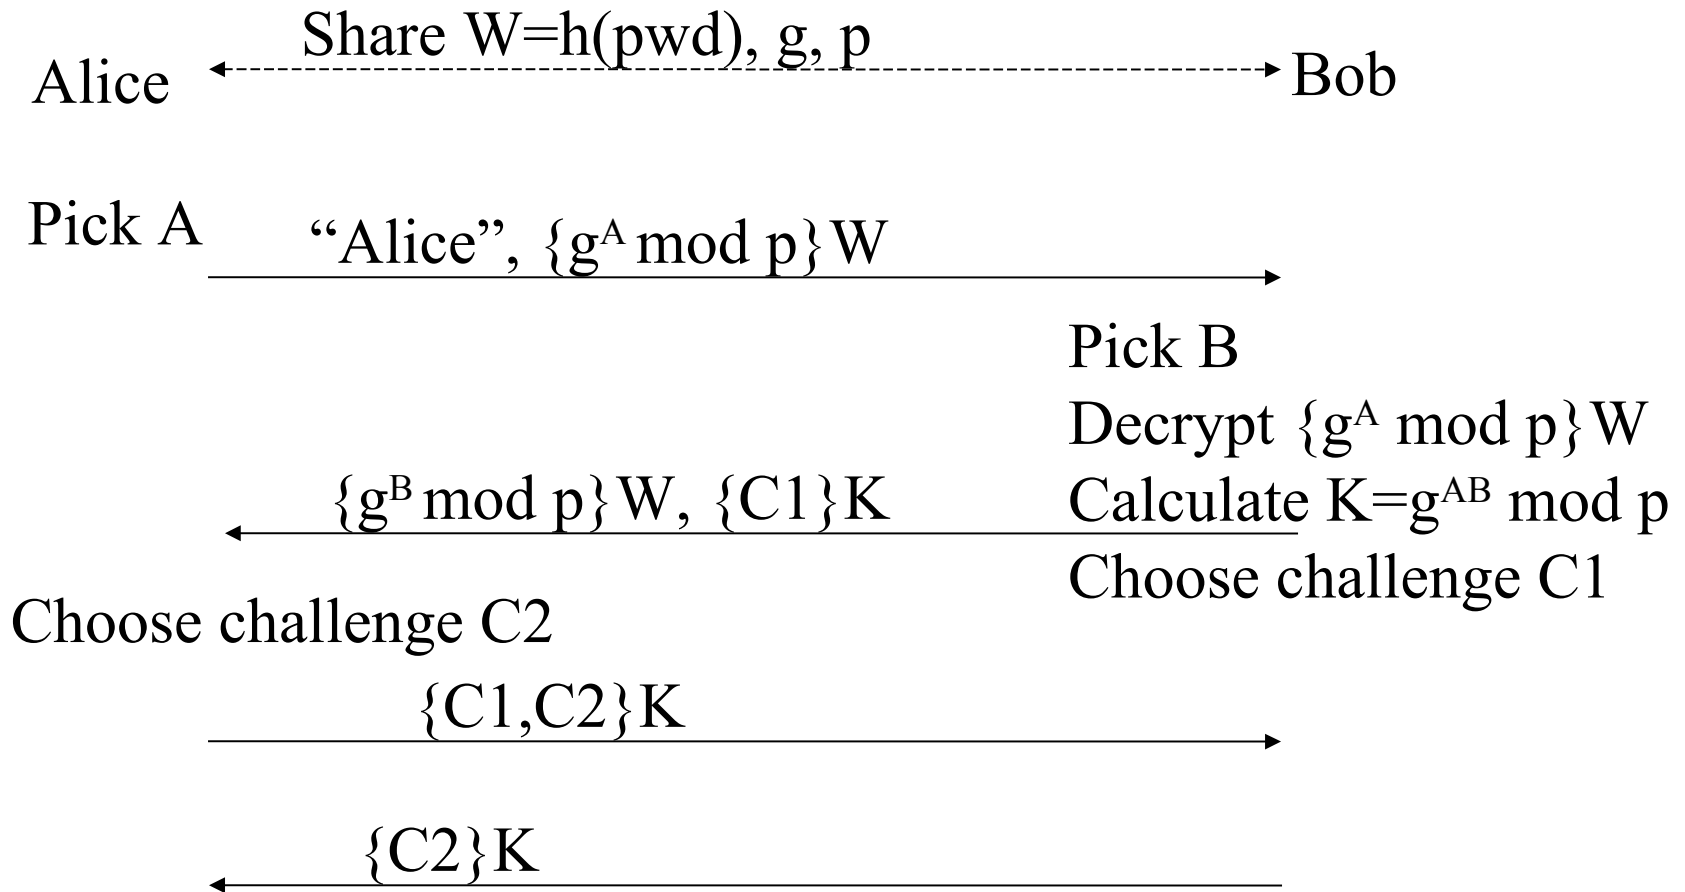 Share W=h(pwd), g, p
Alice
Bob
Pick A
“Alice”, {g^A mod p}W
Pick B
Decrypt {g^A mod p}W
{g^B mod p}W, {C1}K
Calculate K=g^AB mod p
Choose challenge C1
Choose challenge C2
{C1,C2}K
{C2}K